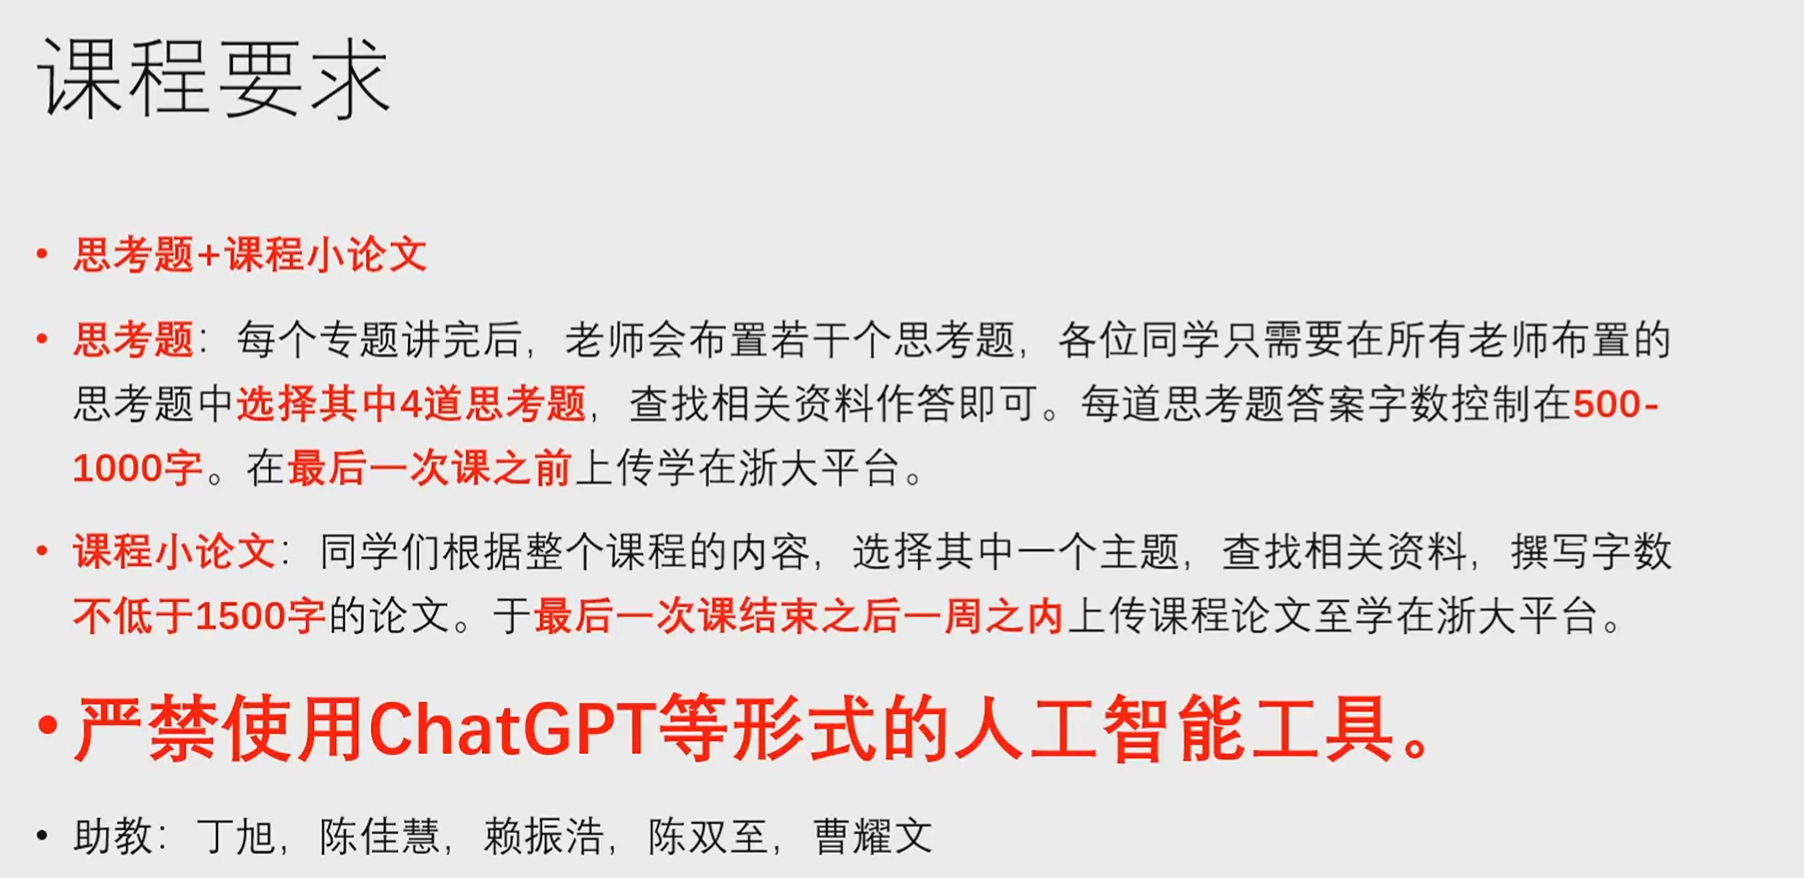 课程要求
• 思考题+课程小论文
• 思考题：每个专题讲完后，老师会布置若干个思考题，各位同学只需要在所有老师布置的
思考题中选择其中4道思考题，查找相关资料作答即可。每道思考题答案字数控制在500-
1000字。在最后一次课之前上传学在浙大平台。
• 课程小论文：同学们根据整个课程的内容，选择其中一个主题，查找相关资料，撰写字数
不低于1500字的论文。于最后一次课结束之后一周之内上传课程论文至学在浙大平台。
• 严禁使用ChatGPT等形式的人工智能工具。
• 助教：丁旭，陈佳慧，赖振浩，陈双至，曹耀文